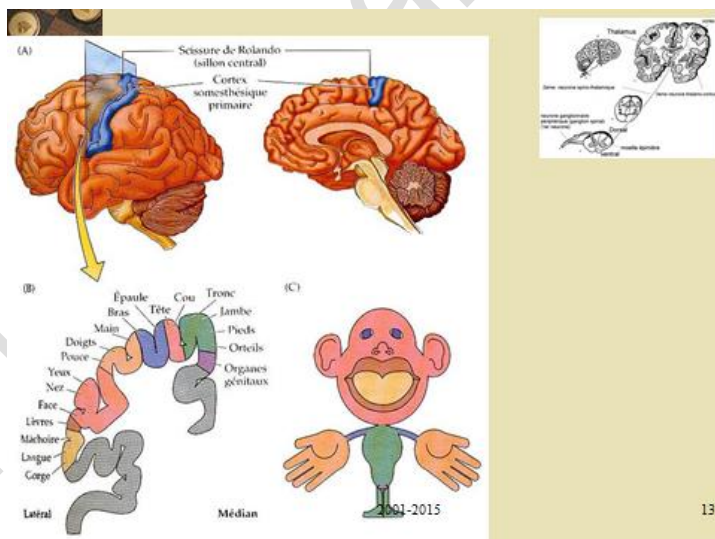 (A)
Scissure de Rolando
(sillon central)
Cortex
somesthésique
primaire
Thalamus
Dorsal
moelle épinière
ventral
(B)
Épaule
Bras
Main
Doigts
Pouce
Yeux
Nez
Face
Lèvres
Mâchoire
Langue
Gorge
Tête
Cou
Tronc
Jambe
Pieds
Orteils
Organes
génitaux
Latéral
Médian
(C)
2001-2015
13